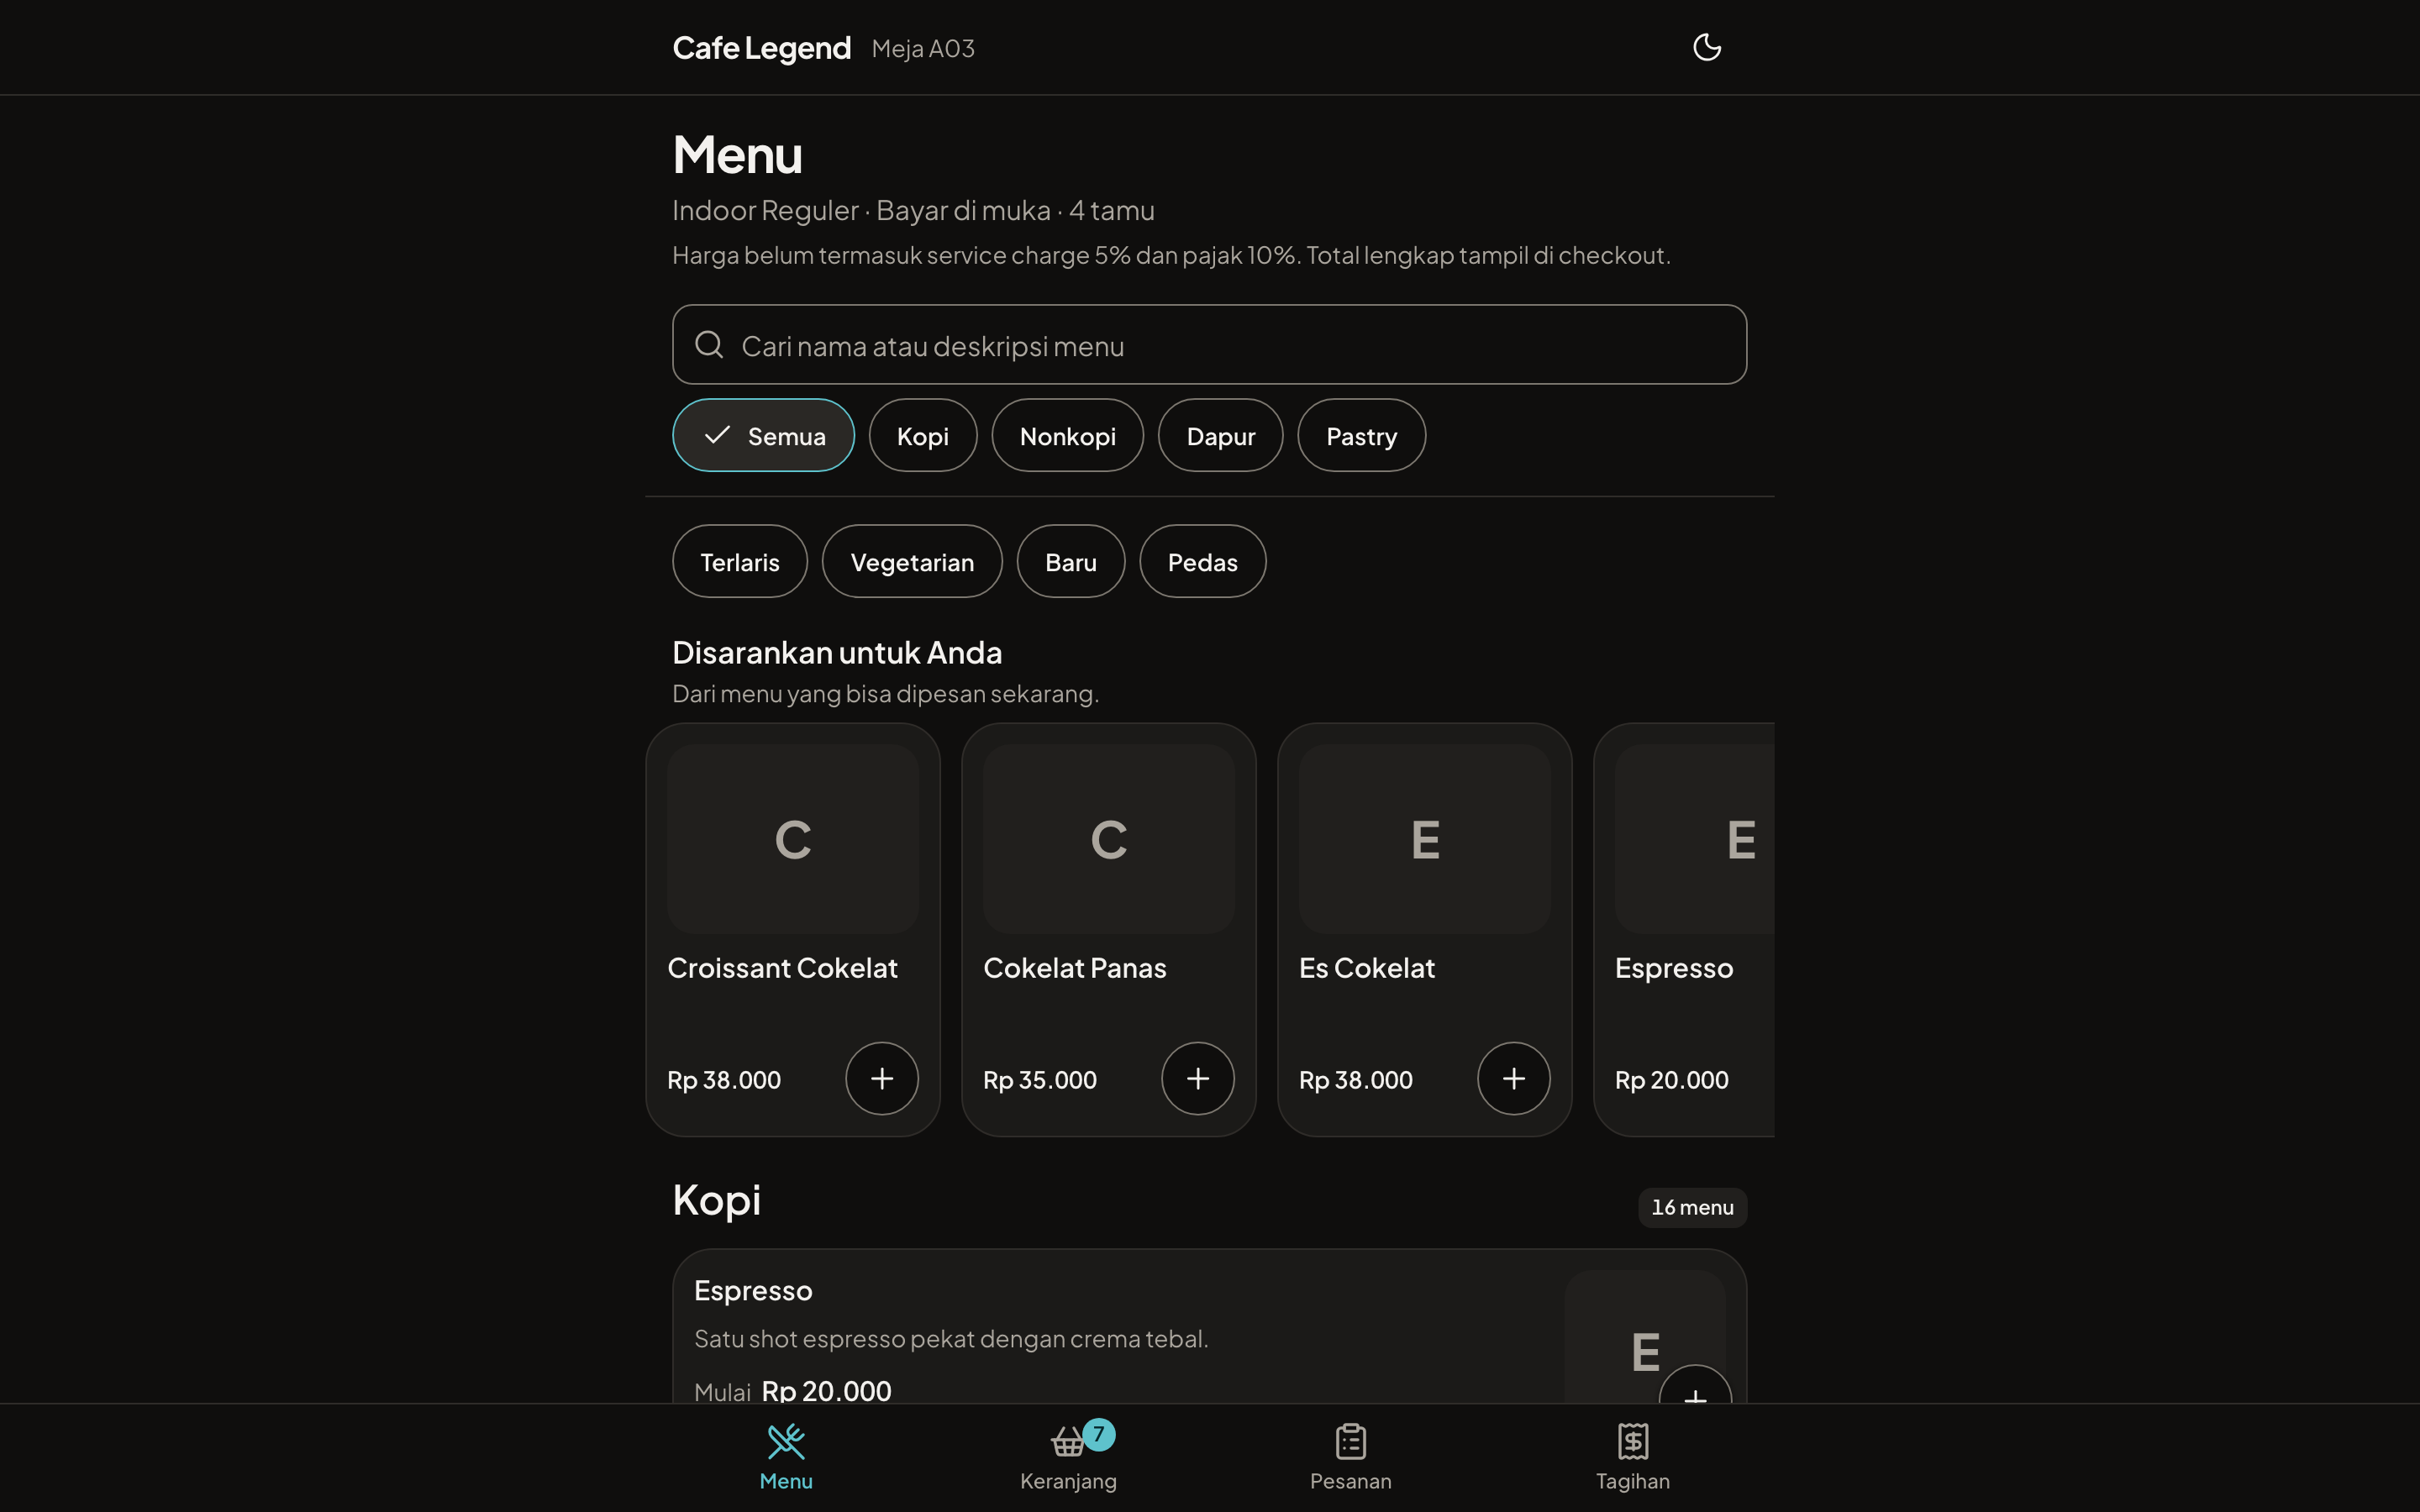 Cafe Legend Meja A03
Menu
Indoor Reguler · Bayar di muka · 4 tamu
Harga belum termasuk service charge 5% dan pajak 10%. Total lengkap tampil di checkout.
Cari nama atau deskripsi menu
Semua Kopi Nonkopi Dapur Pastry
Terlaris Vegetarian Baru Pedas
Disarankan untuk Anda
Dari menu yang bisa dipesan sekarang.
C C E E
Croissant Cokelat Cokelat Panas Es Cokelat Espresso
Rp 38.000 Rp 35.000 Rp 38.000 Rp 20.000
Kopi 16 menu
Espresso
Satu shot espresso pekat dengan crema tebal.
E
Mulai Rp 20.000
7
Menu Keranjang Pesanan Tagihan